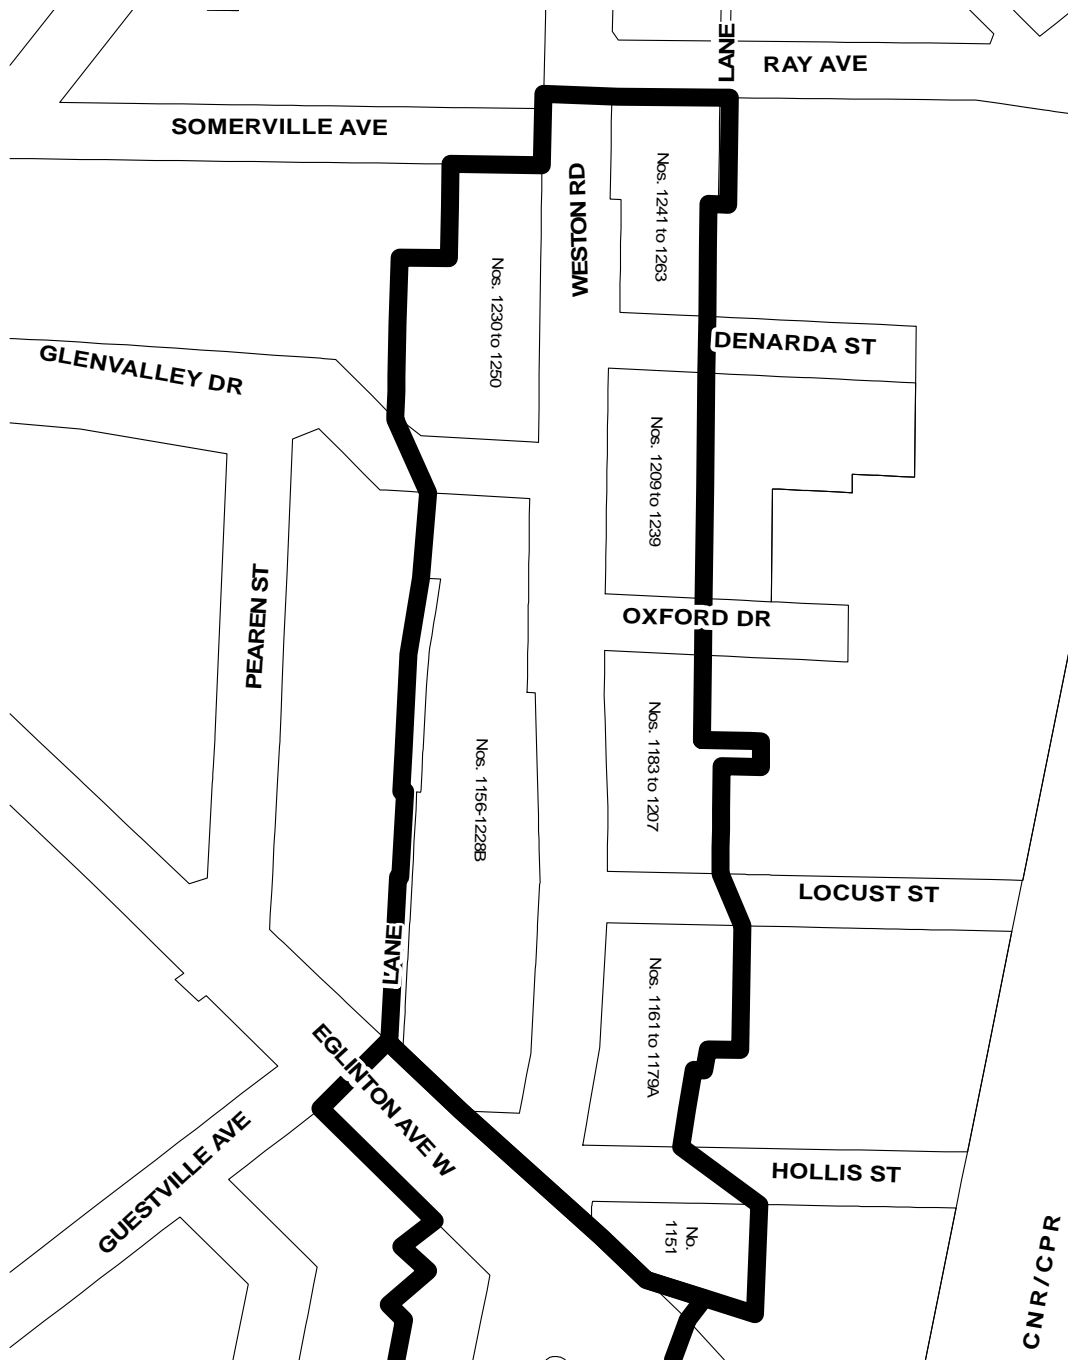 LANE
RAY AVE
SOMERVILLE AVE
WESTON RD
Nos. 1241 to 1263
Nos. 1230 to 1250
DENARDA ST
GLENVALLEY DR
Nos. 1209 to 1239
PEAREN ST
OXFORD DR
Nos. 1183 to 1207
Nos. 1156-1228B
LOCUST ST
LANE
Nos. 1161 to 1179A
EGLINTON AVE W
GUESTVILLE AVE
HOLLIS ST
No.
1151
CNR/CPR